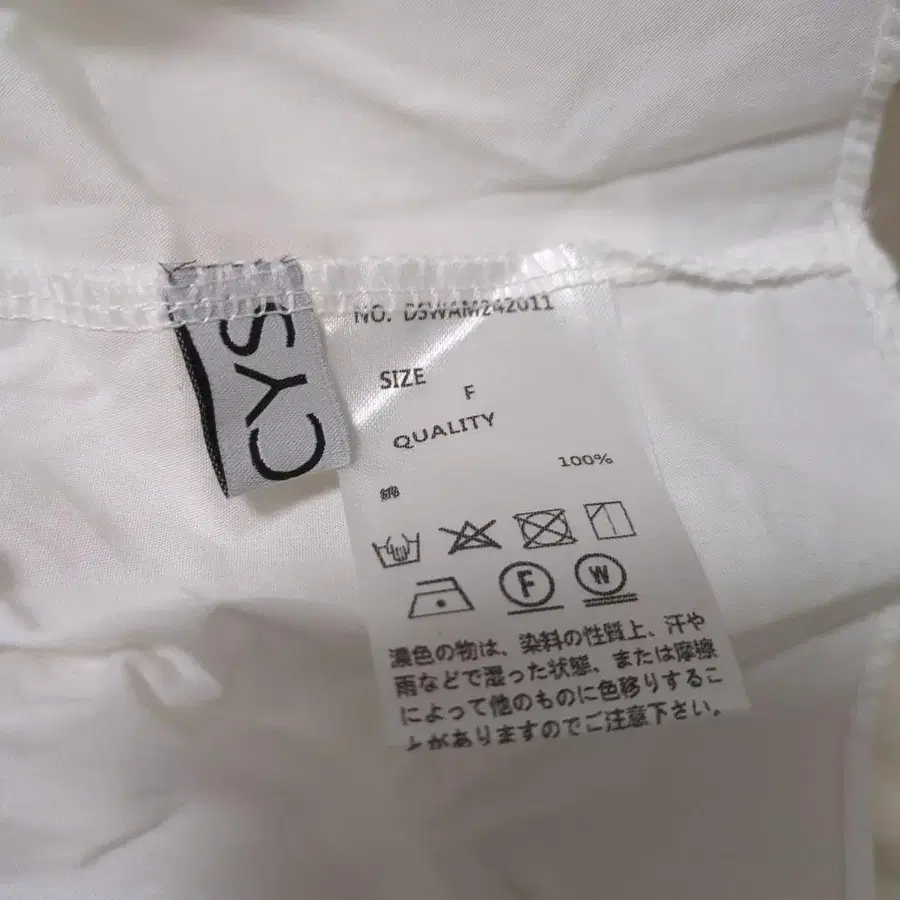 CYS
NO. DSWAM242011
SIZE
F
QUALITY
100%
綿
F
W
濃色の物は、染料の性質上、汗や
雨などで湿った状態、または摩擦
によって他のものに色移りするこ
とがありますのでご注意下さい。